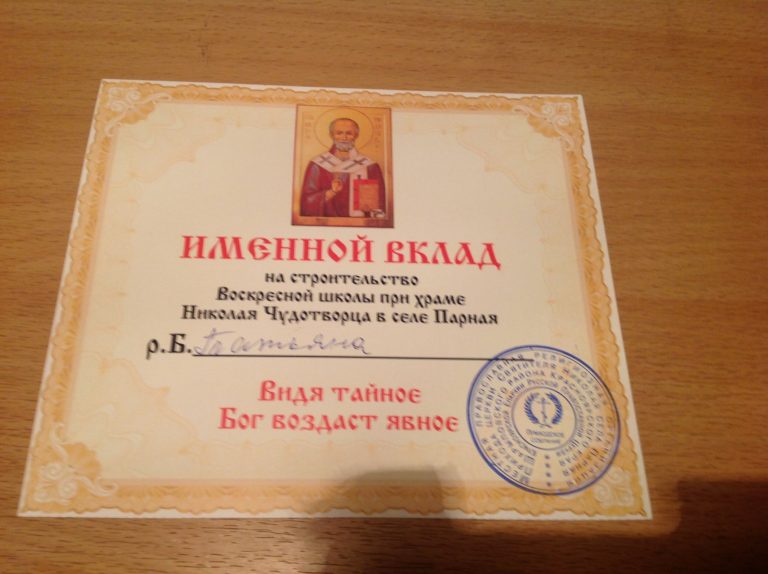 ИМЕННОЙ ВКЛАД
на строительство
Воскресной школы при храме
Николая Чудотворца в селе Парная
р.Б. Татьяна
Видя тайное
Бог воздаст явное